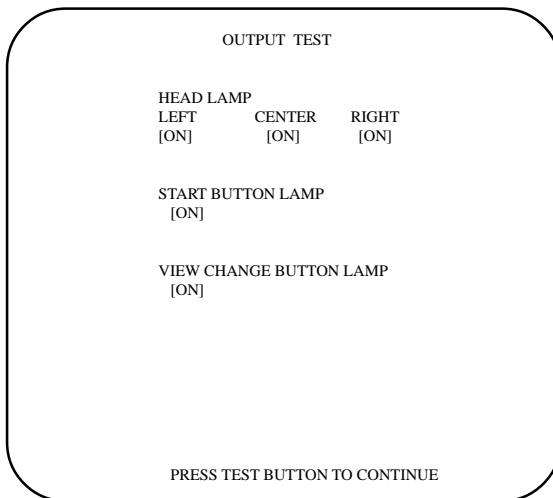 OUTPUT TEST
HEAD LAMP
LEFT CENTER RIGHT
[ON] [ON] [ON]
START BUTTON LAMP
[ON]
VIEW CHANGE BUTTON LAMP
[ON]
PRESS TEST BUTTON TO CONTINUE